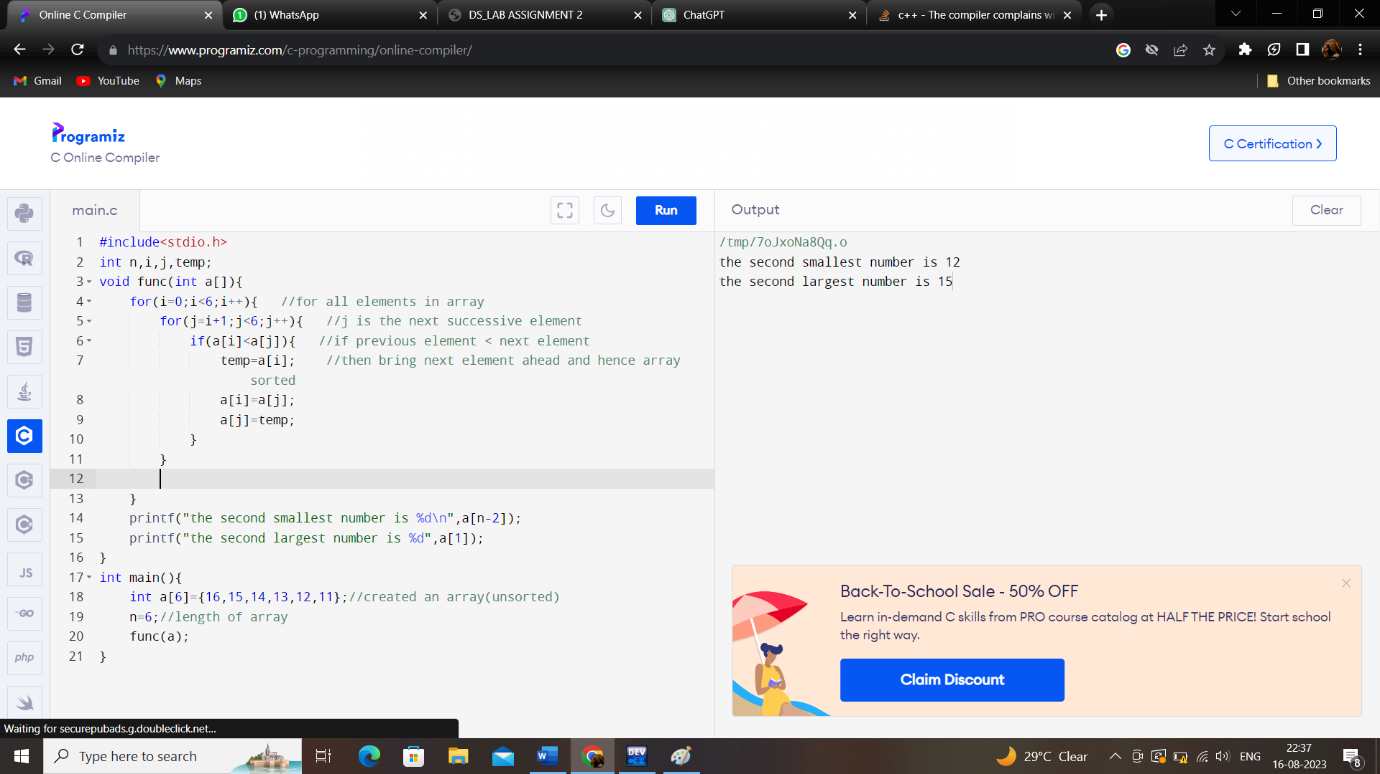 Online C Compiler
(1) WhatsApp
DS_LAB ASSIGNMENT 2
ChatGPT
c++ - The compiler complains wi
https://www.programiz.com/c-programming/online-compiler/
Gmail
YouTube
Maps
Other bookmarks
Programiz
C Online Compiler
C Certification
main.c
Run
Output
Clear
1 #include<stdio.h>
2 int n,i,j,temp;
3 void func(int a[]){
4 for(i=0;i<6;i++){ //for all elements in array
5 for(j=i+1;j<6;j++){ //j is the next successive element
6 if(a[i]<a[j]){ //if previous element < next element
7 temp=a[i]; //then bring next element ahead and hence array
sorted
8 a[i]=a[j];
9 a[j]=temp;
10 }
11 }
12
13 }
14 printf("the second smallest number is %d\n",a[n-2]);
15 printf("the second largest number is %d",a[1]);
16 }
17 int main(){
18 int a[6]={16,15,14,13,12,11};//created an array(unsorted)
19 n=6;//length of array
20 func(a);
21 }
/tmp/7oJxoNa8Qq.o
the second smallest number is 12
the second largest number is 15
JS
GO
php
Back-To-School Sale - 50% OFF
Learn in-demand C skills from PRO course catalog at HALF THE PRICE! Start school
the right way.
Claim Discount
Waiting for securepubads.g.doubleclick.net...
Type here to search
DEV
29°C Clear
ENG
22:37
16-08-2023
8